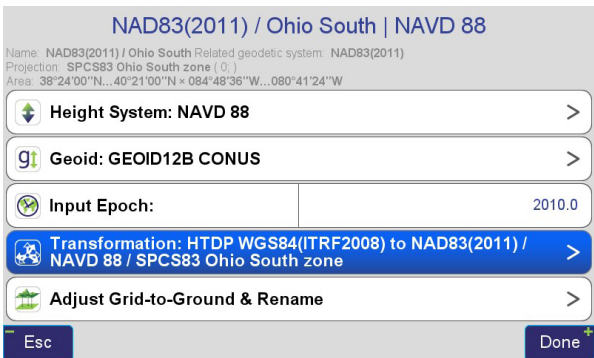 NAD83(2011) / Ohio South | NAVD 88
Name: NAD83(2011) / Ohio South Related geodetic system: NAD83(2011)
Projection: SPCS83 Ohio South zone ( 0; )
Area: 38°24'00''N...40°21'00''N × 084°48'36''W...080°41'24''W
Height System: NAVD 88 >
g Geoid: GEOID12B CONUS >
Input Epoch: 2010.0
Transformation: HTDP WGS84(ITRF2008) to NAD83(2011) /
NAVD 88 / SPCS83 Ohio South zone >
Adjust Grid-to-Ground & Rename >
- Esc Done +